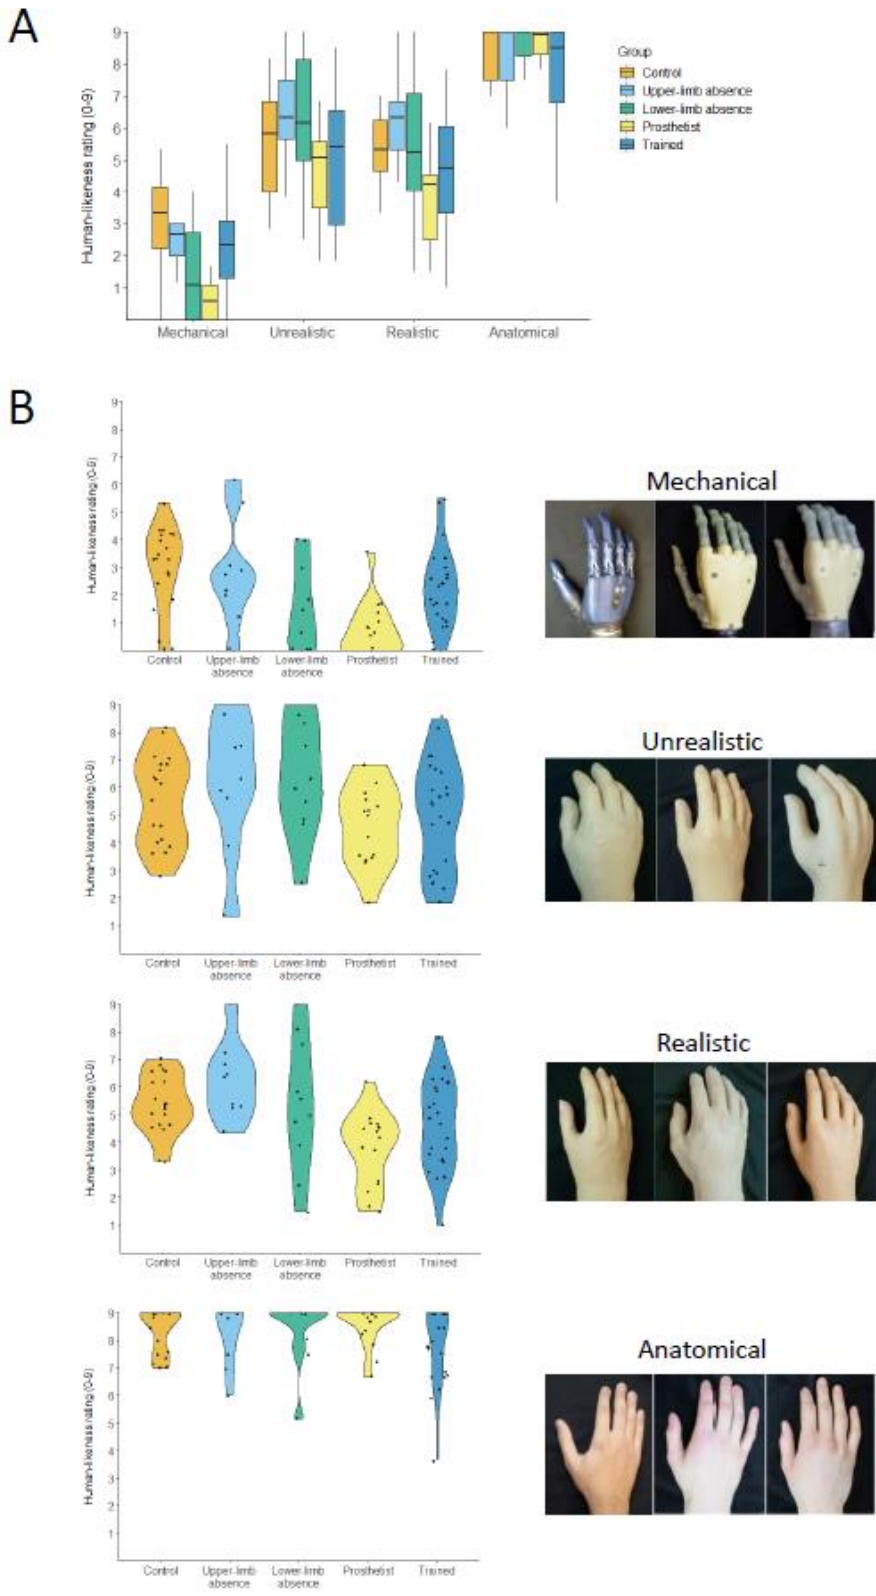 A
Human-likeness rating (0-9)
9
8
7
6
5
4
3
2
1
Mechanical Unrealistic Realistic Anatomical
Group
Control
Upper-limb absence
Lower-limb absence
Prosthetist
Trained
B
Human-likeness rating (0-9)
9
8
7
6
5
4
3
2
1
Control Upper-limb absence Lower-limb absence Prosthetist Trained
Mechanical
Human-likeness rating (0-9)
9
8
7
6
5
4
3
2
1
Control Upper-limb absence Lower-limb absence Prosthetist Trained
Unrealistic
Human-likeness rating (0-9)
9
8
7
6
5
4
3
2
1
Control Upper-limb absence Lower-limb absence Prosthetist Trained
Realistic
Human-likeness rating (0-9)
9
8
7
6
5
4
3
2
1
Control Upper-limb absence Lower-limb absence Prosthetist Trained
Anatomical